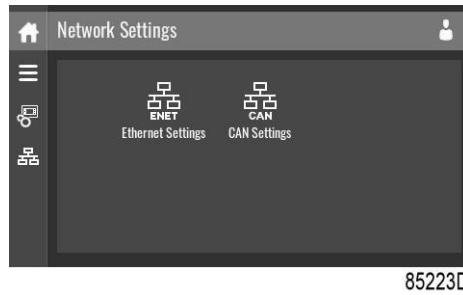 Network Settings
ENET
CAN
Ethernet Settings
CAN Settings
85223D